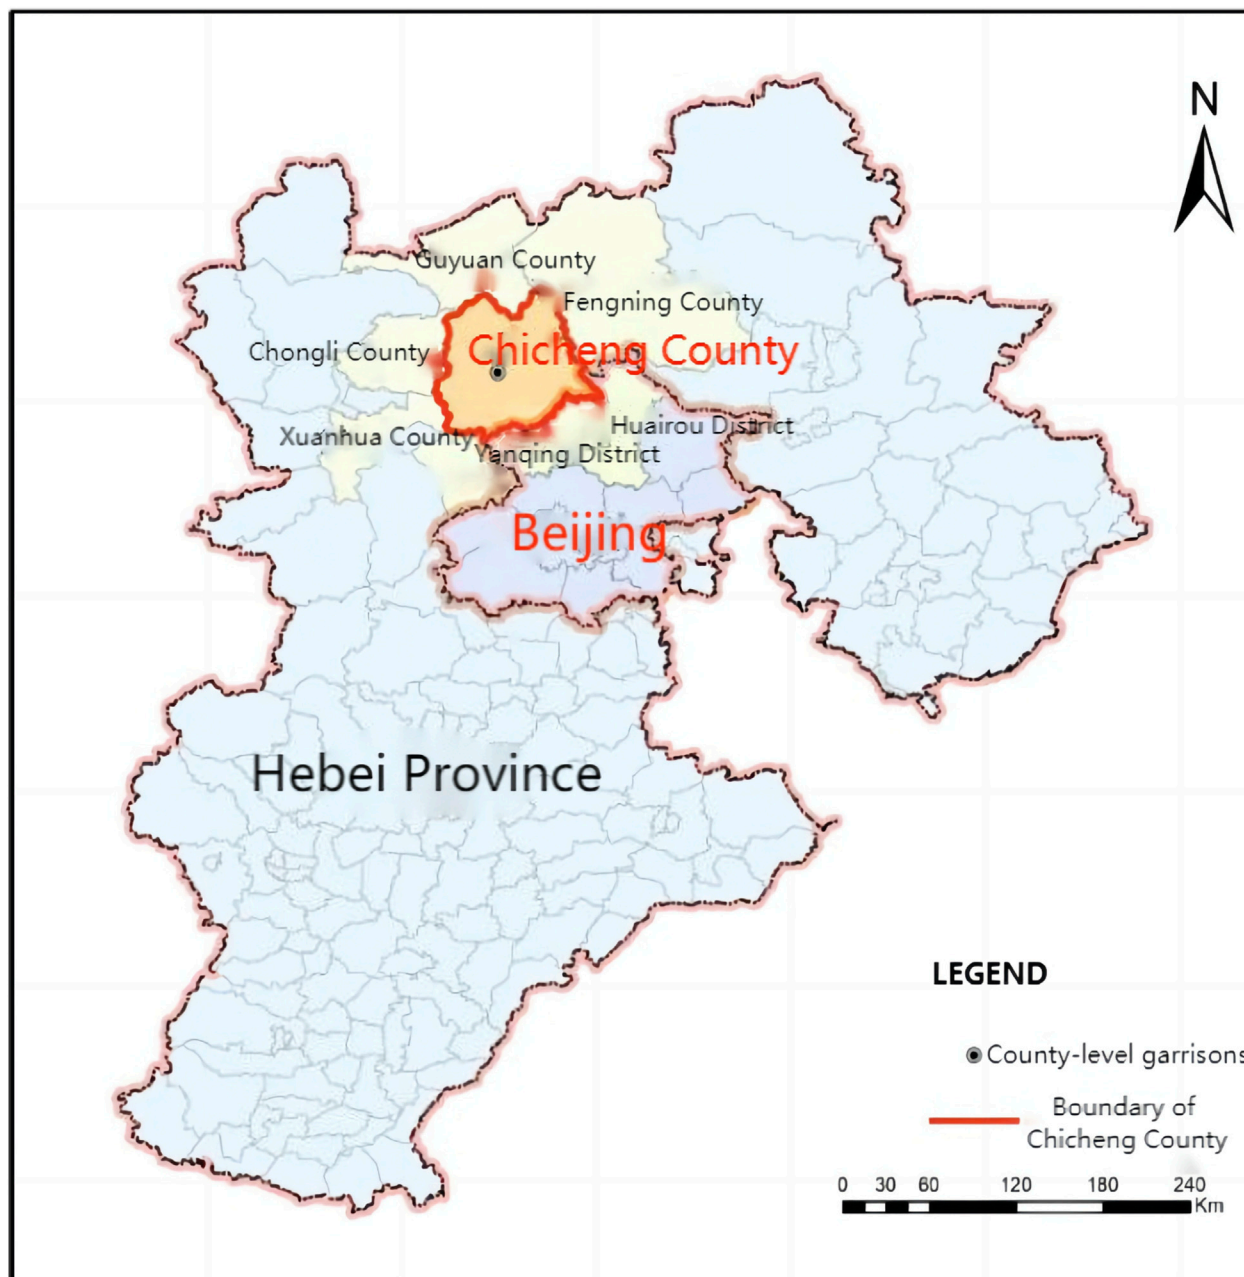 N
Guyuan County
Fengning County
Chongli County
Chicheng County
Huairou District
Xuanhua County
Yanqing District
Beijing
Hebei Province
LEGEND
County-level garrisons
Boundary of
Chicheng County
0 30 60 120 180 240
Km